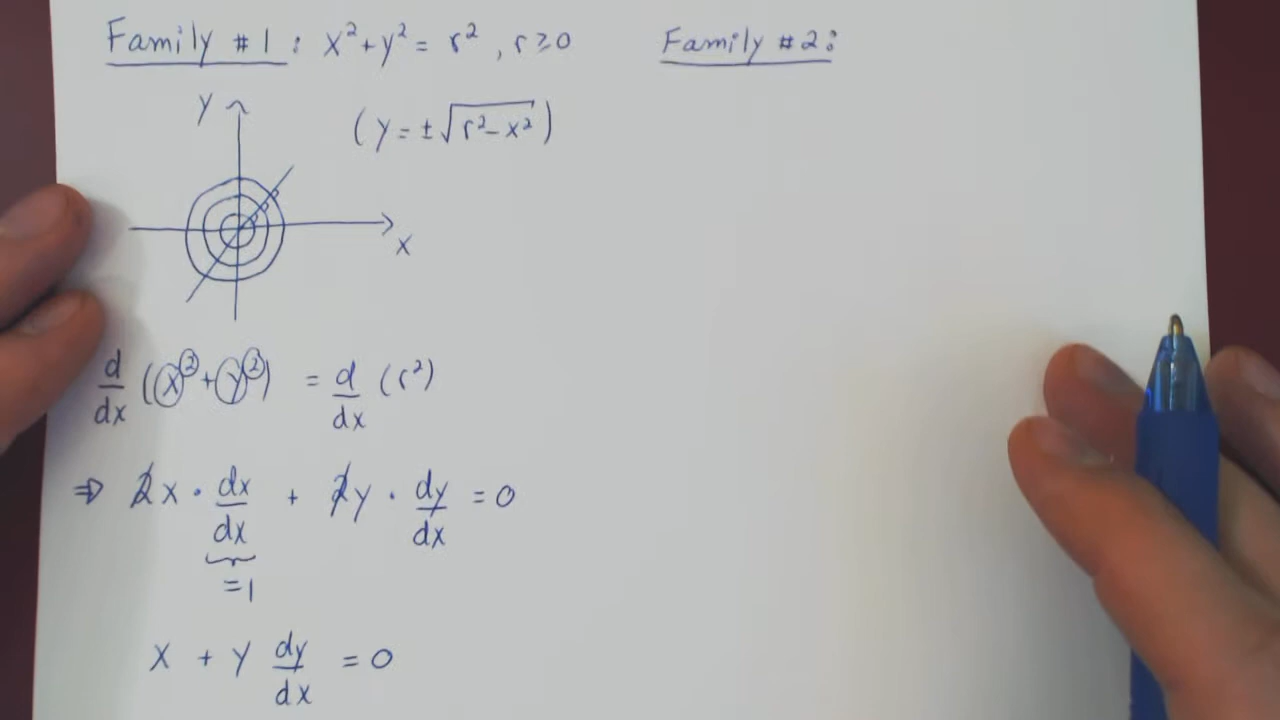 Family #1: x²+y² = r², r≥0
Family #2:
y
(y = ±√(r²-x²))
x
d/dx (x²+y²) = d/dx (r²)
⇒ 2x · dx/dx + 2y · dy/dx = 0
=1
x + y dy/dx = 0